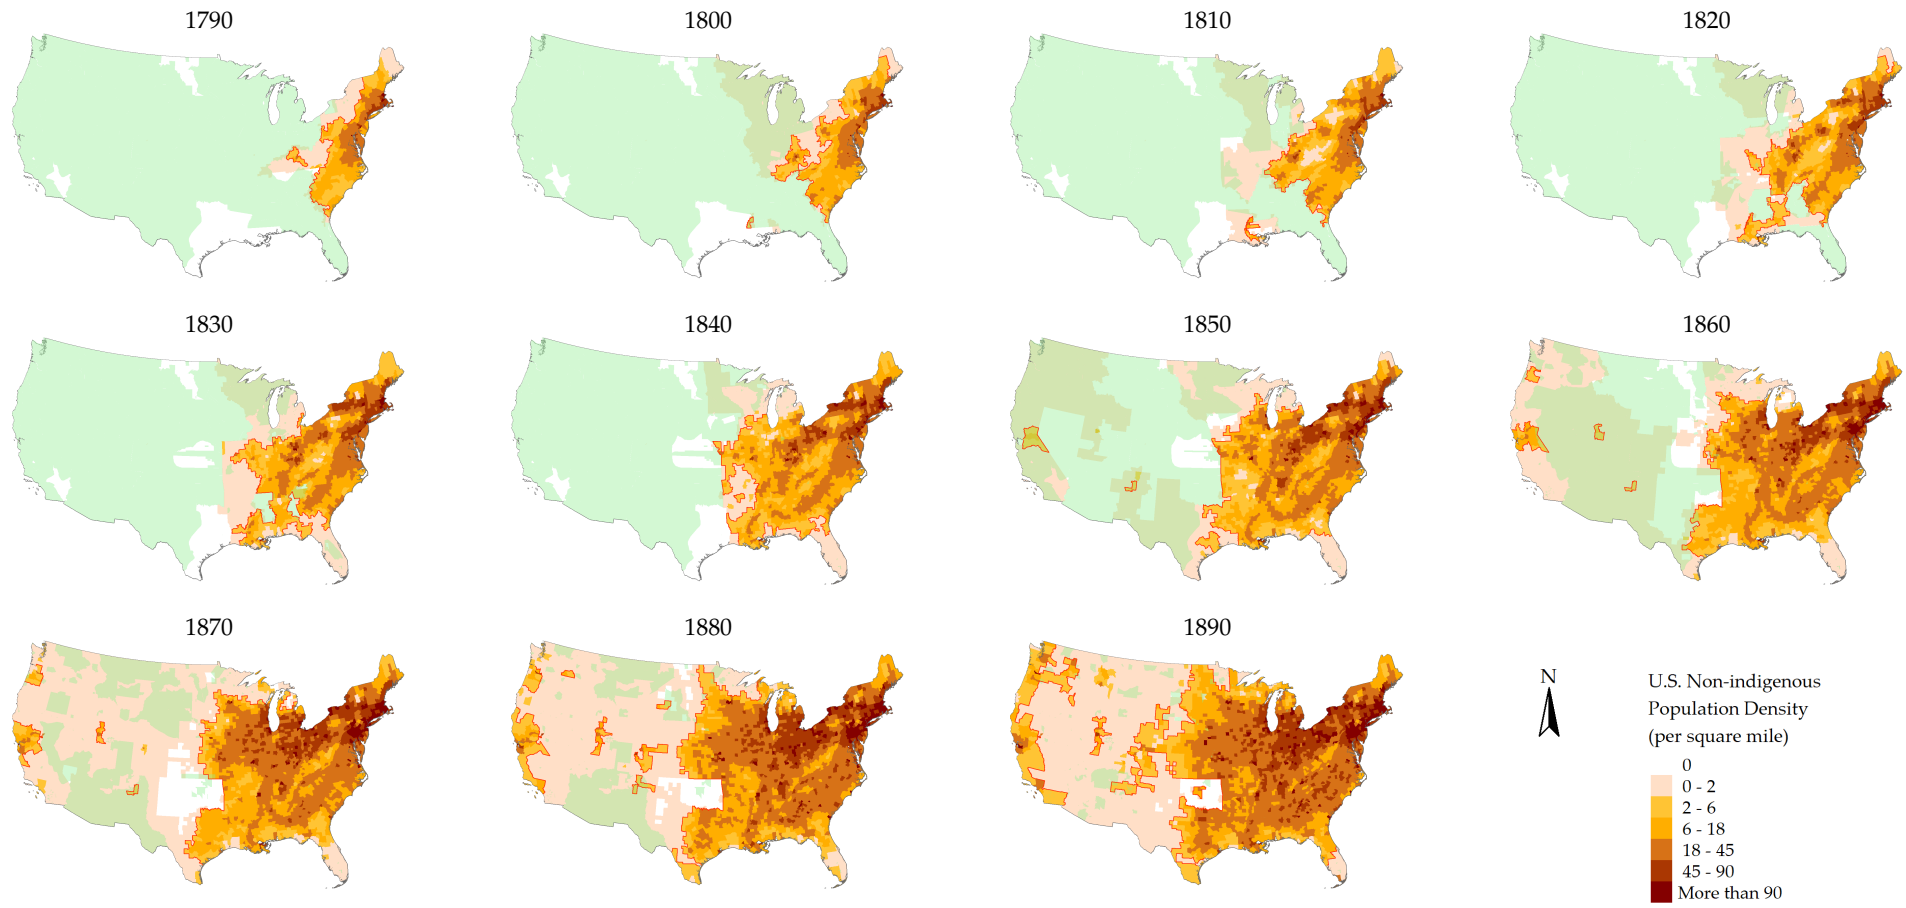 1790
1800
1810
1820
1830
1840
1850
1860
1870
1880
1890
N
U.S. Non-indigenous
Population Density
(per square mile)
0
0 - 2
2 - 6
6 - 18
18 - 45
45 - 90
More than 90